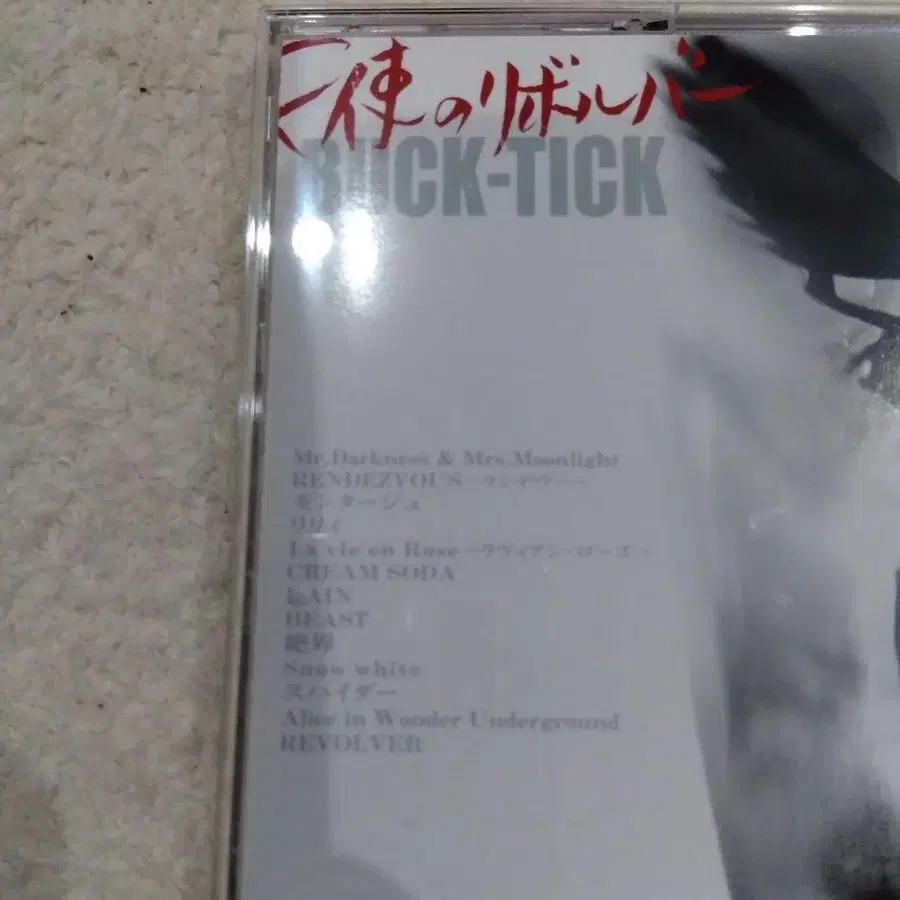 天使のリボルバー
BUCK-TICK
Mr.Darkness & Mrs.Moonlight
RENDEZVOUS～ランデヴー～
モンタージュ
リリィ
La vie en Rose～ラヴィアン・ローズ～
CREAM SODA
RAIN
BEAST
絶界
Snow white
スパイダー
Alice in Wonder Underground
REVOLVER